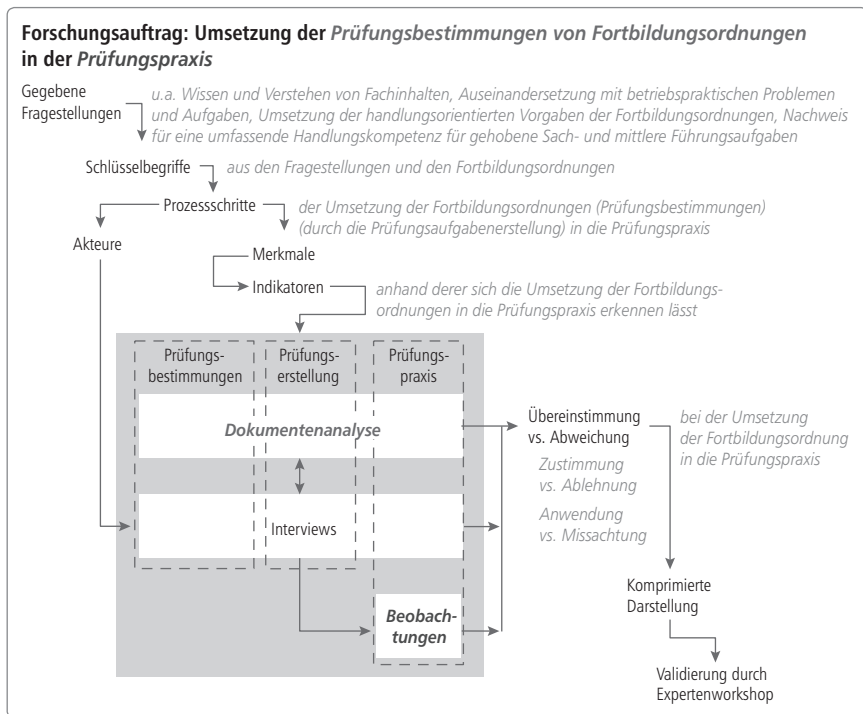 Forschungsauftrag: Umsetzung der Prüfungsbestimmungen von Fortbildungsordnungen
in der Prüfungspraxis
Gegebene
Fragestellungen
u.a. Wissen und Verstehen von Fachinhalten, Auseinandersetzung mit betriebspraktischen Problemen
und Aufgaben, Umsetzung der handlungsorientierten Vorgaben der Fortbildungsordnungen, Nachweis
für eine umfassende Handlungskompetenz für gehobene Sach- und mittlere Führungsaufgaben
Schlüsselbegriffe
aus den Fragestellungen und den Fortbildungsordnungen
Prozessschritte
der Umsetzung der Fortbildungsordnungen (Prüfungsbestimmungen)
(durch die Prüfungsaufgabenerstellung) in die Prüfungspraxis
Akteure
Merkmale
Indikatoren
anhand derer sich die Umsetzung der Fortbildungs-
ordnungen in die Prüfungspraxis erkennen lässt
Prüfungs-
bestimmungen
Prüfungs-
erstellung
Prüfungs-
praxis
Dokumentenanalyse
Interviews
Beobach-
tungen
Übereinstimmung
vs. Abweichung
Zustimmung
vs. Ablehnung
Anwendung
vs. Missachtung
bei der Umsetzung
der Fortbildungsordnung
in die Prüfungspraxis
Komprimierte
Darstellung
Validierung durch
Expertenworkshop